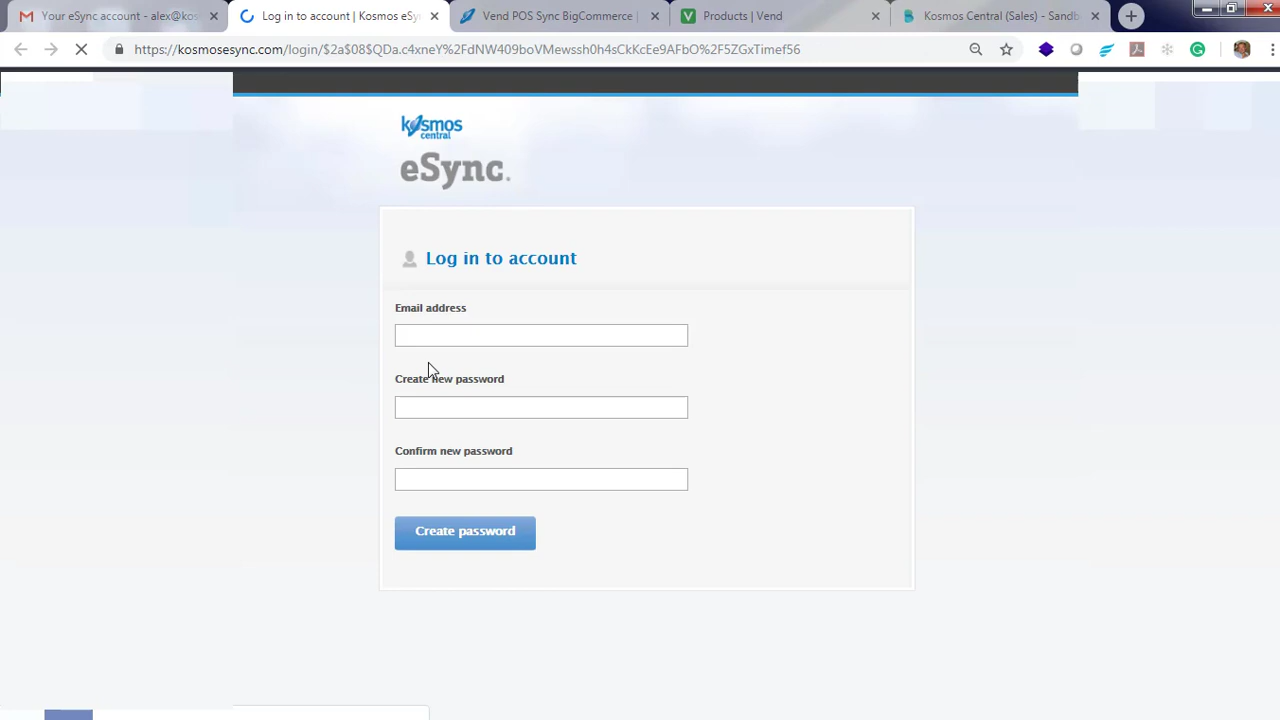 Your eSync account - alex@kos
Log in to account | Kosmos eSy
Vend POS Sync BigCommerce |
Products | Vend
Kosmos Central (Sales) - Sandb
https://kosmosesync.com/login/$2a$08$QDa.c4xneY%2FdNW409boVMewssh0h4sCkKcEe9AFbO%2F5ZGxTimef56
kosmos
central
eSync.
Log in to account
Email address
Create new password
Confirm new password
Create password